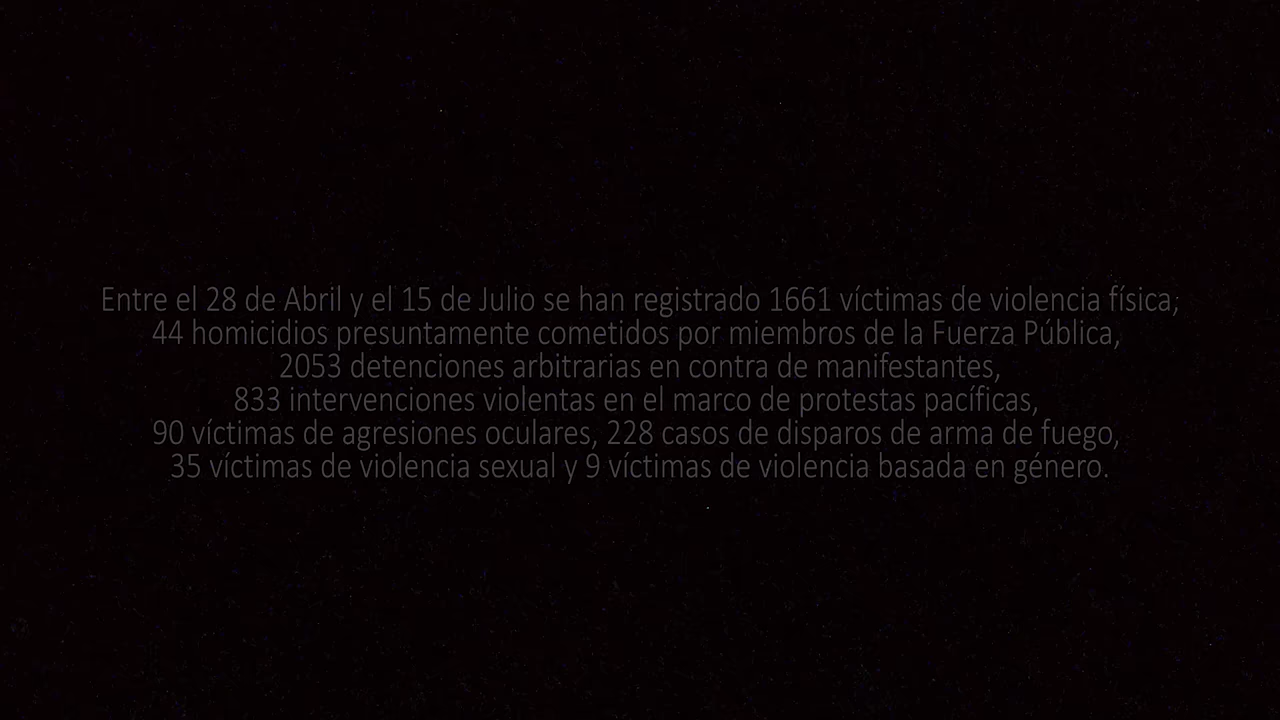 Entre el 28 de Abril y el 15 de Julio se han registrado 1661 víctimas de violencia física;
44 homicidios presuntamente cometidos por miembros de la Fuerza Pública,
2053 detenciones arbitrarias en contra de manifestantes,
833 intervenciones violentas en el marco de protestas pacíficas,
90 víctimas de agresiones oculares, 228 casos de disparos de arma de fuego,
35 víctimas de violencia sexual y 9 víctimas de violencia basada en género.